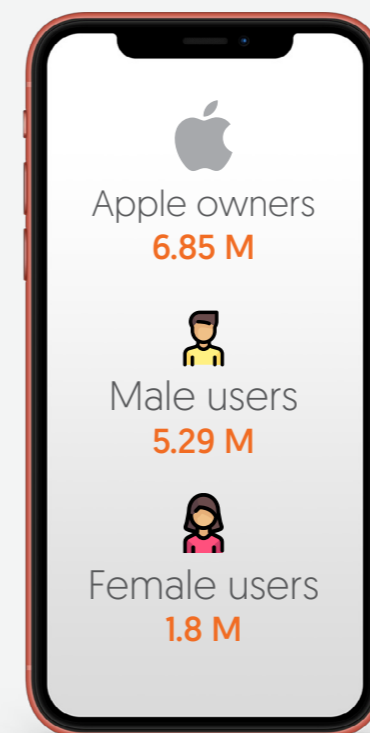 Apple owners
6.85 M
Male users
5.29 M
Female users
1.8 M